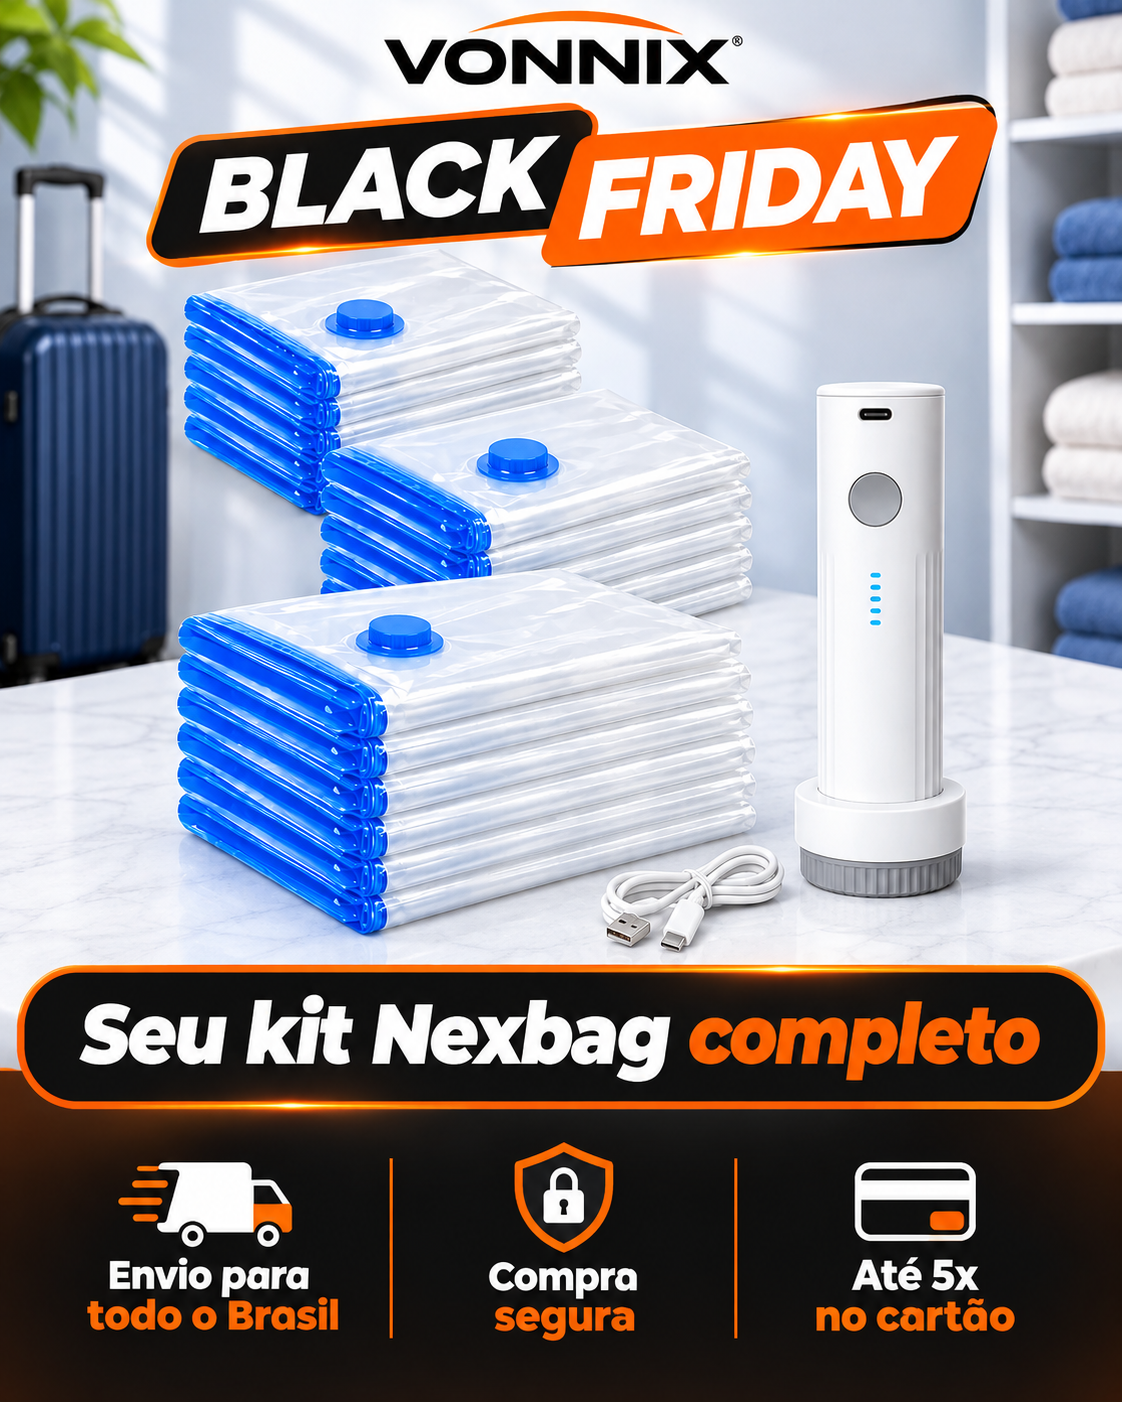 VONNIX®
BLACK FRIDAY
Seu kit Nexbag completo
Envio para
todo o Brasil
Compra
segura
Até 5x
no cartão